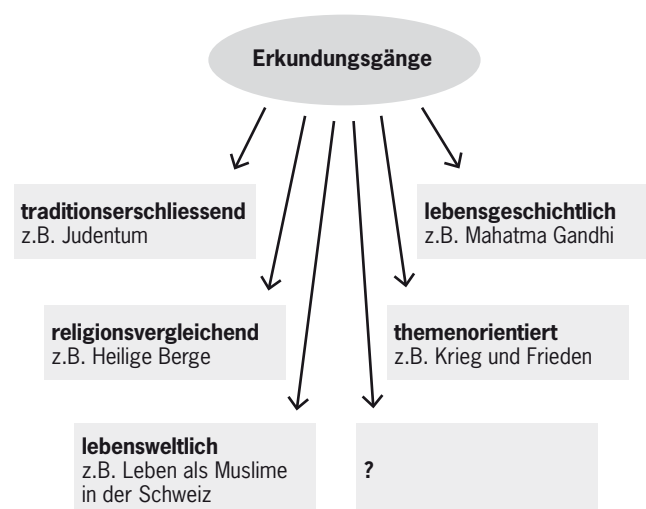 Erkundungsgänge
traditionserschliessend
z.B. Judentum
lebensgeschichtlich
z.B. Mahatma Gandhi
religionsvergleichend
z.B. Heilige Berge
themenorientiert
z.B. Krieg und Frieden
lebensweltlich
z.B. Leben als Muslime
in der Schweiz
?